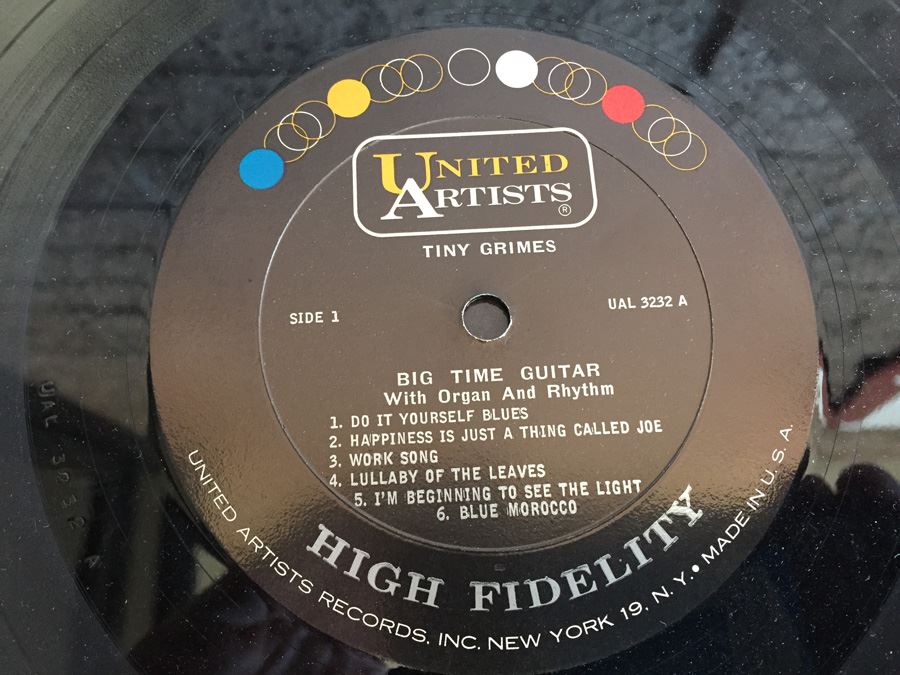 UNITED
ARTISTS
®
TINY GRIMES
SIDE 1
UAL 3232 A
BIG TIME GUITAR
With Organ And Rhythm
1. DO IT YOURSELF BLUES
2. HAPPINESS IS JUST A THING CALLED JOE
3. WORK SONG
4. LULLABY OF THE LEAVES
5. I'M BEGINNING TO SEE THE LIGHT
6. BLUE MOROCCO
HIGH FIDELITY
UNITED ARTISTS RECORDS, INC. NEW YORK 19, N.Y. • MADE IN U.S.A.
UAL 3232 A